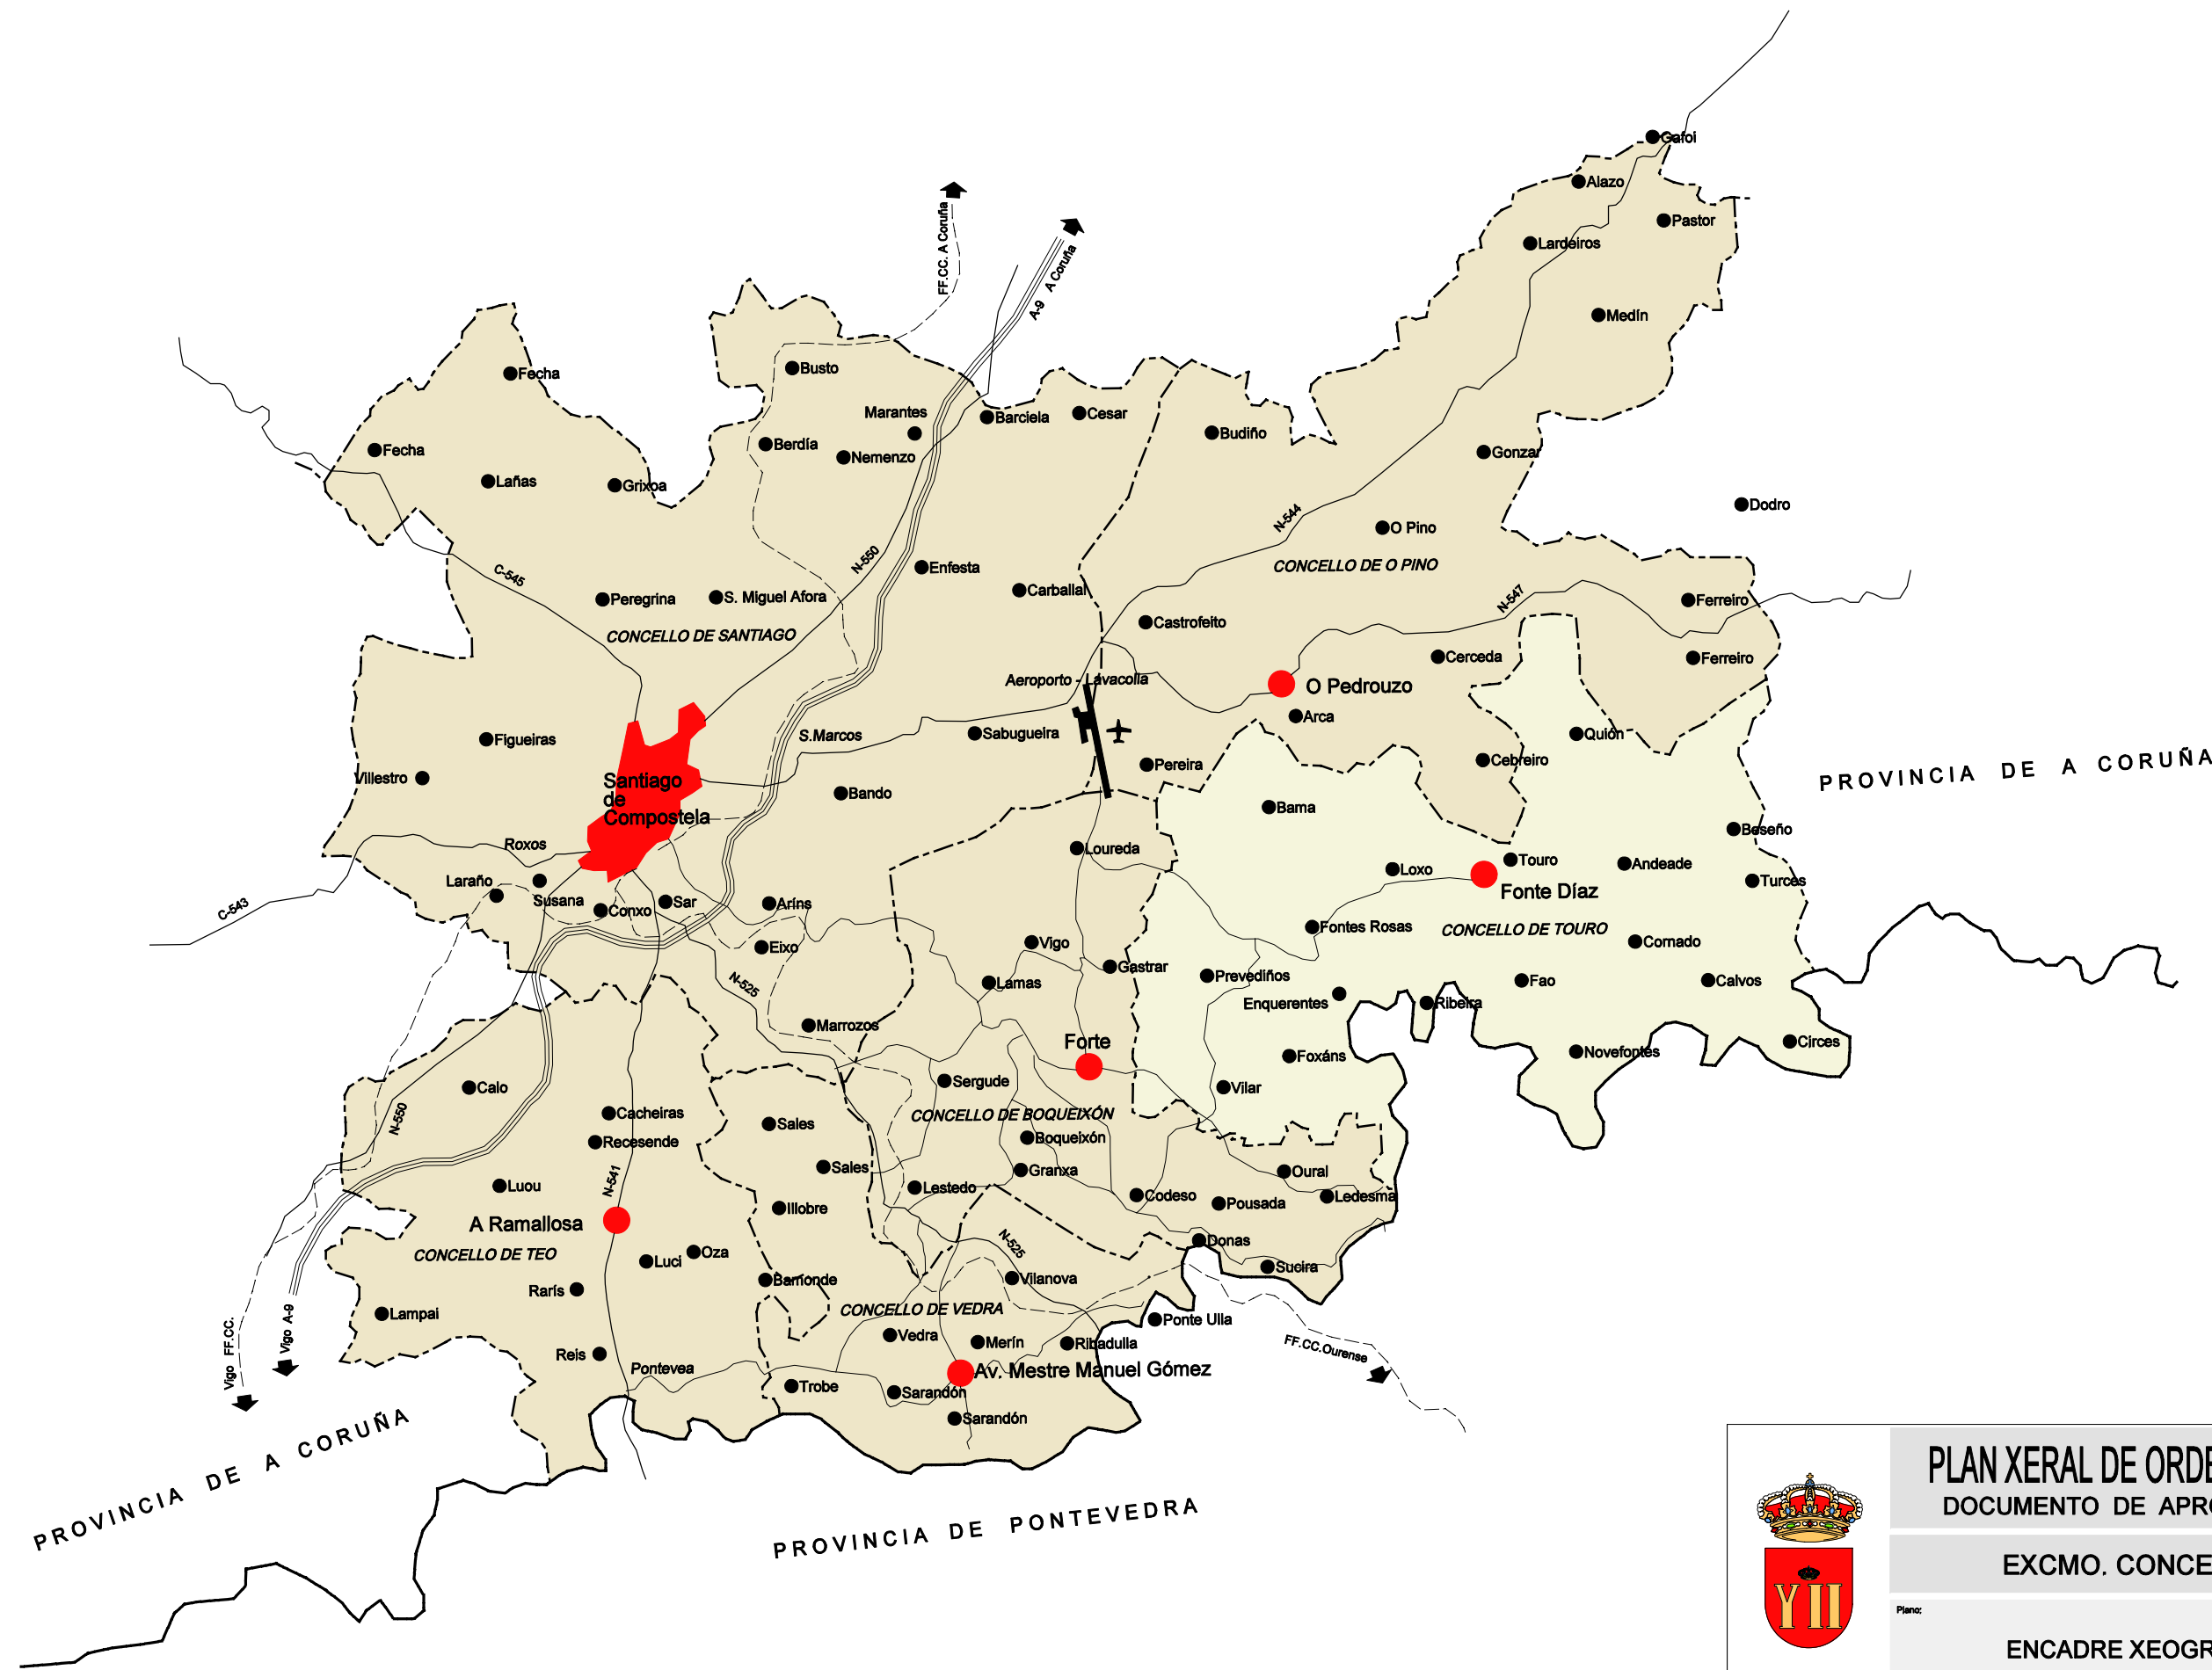 Gafoi
Alazo
Pastor
Lardeiros
FF.CC. A Coruña
A-9 A Coruña
Medín
Fecha
Busto
Marantes
Barciela
Cesar
Budiño
Berdía
Nemenzo
Fecha
Gonzar
Lañas
Grixoa
Dodro
N-544
O Pino
N-550
Enfesta
CONCELLO DE O PINO
C-545
Carballal
Peregrina
S. Miguel Afora
N-547
Ferreiro
Castrofeito
CONCELLO DE SANTIAGO
Cerceda
Ferreiro
Aeroporto - Lavacolla
O Pedrouzo
Arca
Figueiras
S.Marcos
Sabugueira
Quión
Villestro
Pereira
Cebreiro
PROVINCIA DE A CORUÑA
Santiago
de
Compostela
Bando
Bama
Beseño
Roxos
Loureda
Touro
Andeade
Loxo
Laraño
Turces
Fonte Díaz
Susana
Conxo
Sar
Aríns
C-543
Fontes Rosas
CONCELLO DE TOURO
Vigo
Cornado
Eixo
Gastrar
N-525
Lamas
Prevediños
Fao
Calvos
Enquerentes
Ribeira
Marrozos
Forte
Circes
Foxáns
Novefontes
Calo
Sergude
Vilar
N-550
Cacheiras
CONCELLO DE BOQUEIXÓN
Sales
Recesende
Boqueixón
Sales
Granxa
Oural
N-541
Luou
Lestedo
Codeso
Pousada
Ledesma
Illobre
A Ramallosa
N-525
Donas
CONCELLO DE TEO
Luci
Oza
Sucira
Bamonde
Vilanova
Rarís
CONCELLO DE VEDRA
Lampai
Ponte Ulla
Vigo FF.CC.
Vigo A-9
Vedra
Merín
Ribadulla
FF.CC.Ourense
Reis
Pontevea
Av. Mestre Manuel Gómez
Trobe
Sarandón
Sarandón
PROVINCIA DE A CORUÑA
PROVINCIA DE PONTEVEDRA
PLAN XERAL DE ORDE
DOCUMENTO DE APRO
EXCMO. CONCE
Y II
Plano:
ENCADRE XEOGR